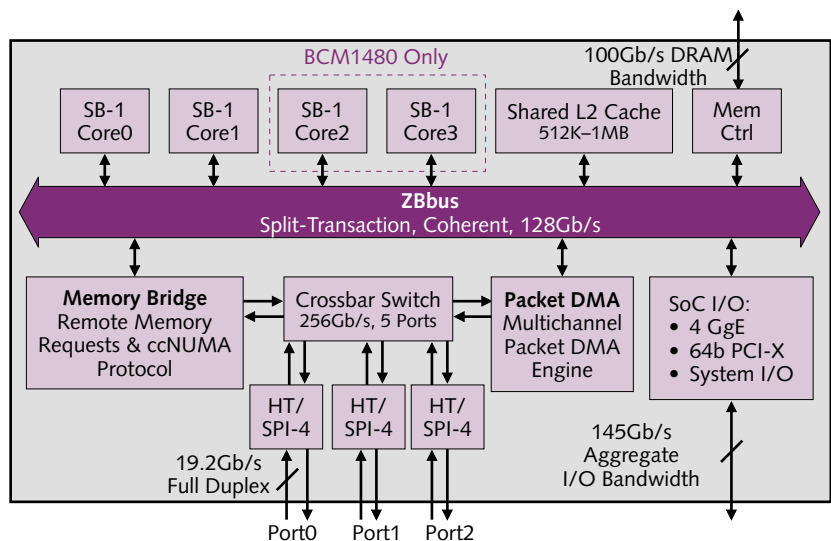 BCM1480 Only
100Gb/s DRAM
Bandwidth
SB-1
Core0
SB-1
Core1
SB-1
Core2
SB-1
Core3
Shared L2 Cache
512K–1MB
Mem
Ctrl
ZBbus
Split-Transaction, Coherent, 128Gb/s
Memory Bridge
Remote Memory
Requests & ccNUMA
Protocol
Crossbar Switch
256Gb/s, 5 Ports
Packet DMA
Multichannel
Packet DMA
Engine
SoC I/O:
• 4 GgE
• 64b PCI-X
• System I/O
HT/
SPI-4
HT/
SPI-4
HT/
SPI-4
19.2Gb/s
Full Duplex
145Gb/s
Aggregate
I/O Bandwidth
Port0
Port1
Port2